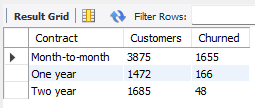 Result Grid Filter Rows:
Contract Customers Churned
Month-to-month 3875 1655
One year 1472 166
Two year 1685 48